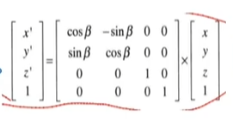 x' cosβ -sinβ 0 0 x
y' sinβ cosβ 0 0 y
z' = 0 0 1 0 × z
1 0 0 0 1 1